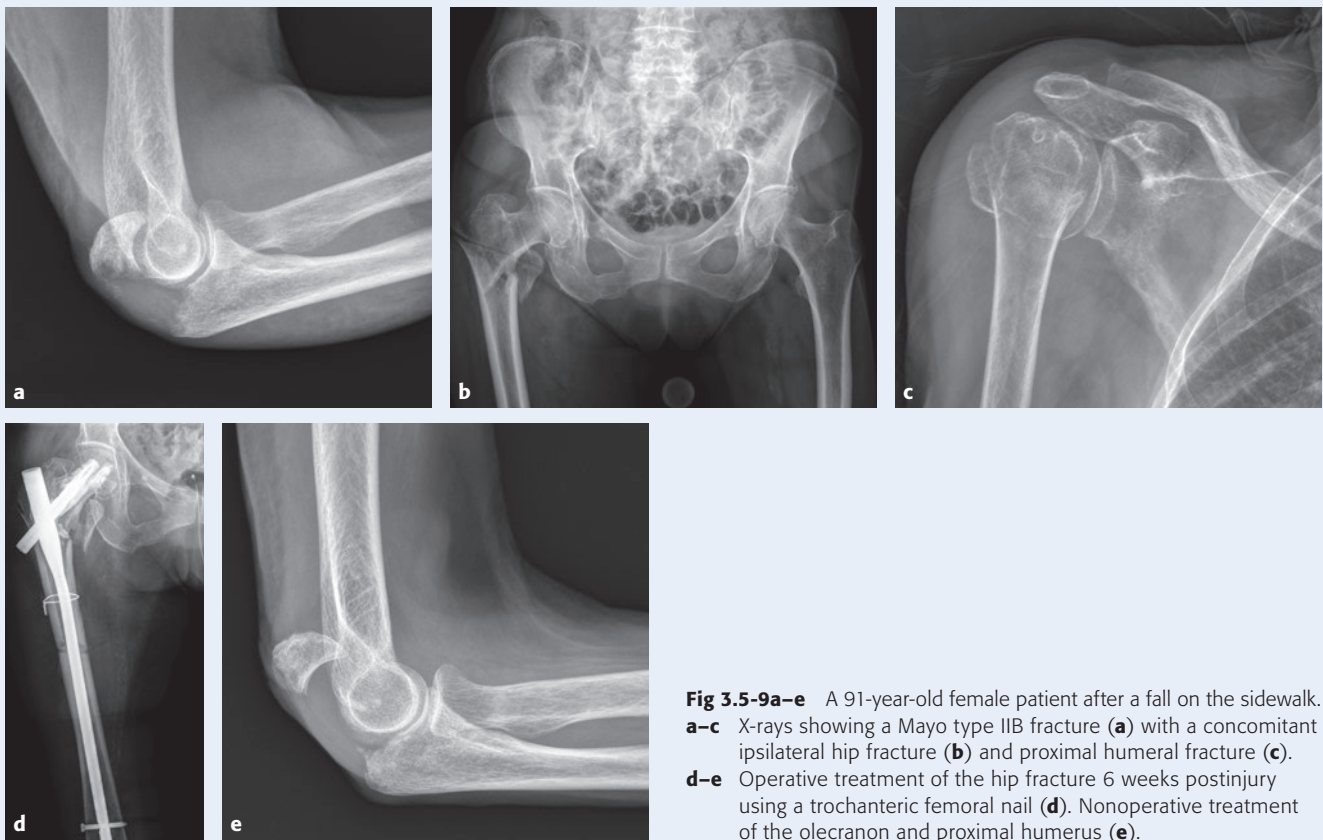 a
b
c
d
e
Fig 3.5-9a–e A 91-year-old female patient after a fall on the sidewalk.
a–c X-rays showing a Mayo type IIB fracture (a) with a concomitant
ipsilateral hip fracture (b) and proximal humeral fracture (c).
d–e Operative treatment of the hip fracture 6 weeks postinjury
using a trochanteric femoral nail (d). Nonoperative treatment
of the olecranon and proximal humerus (e).